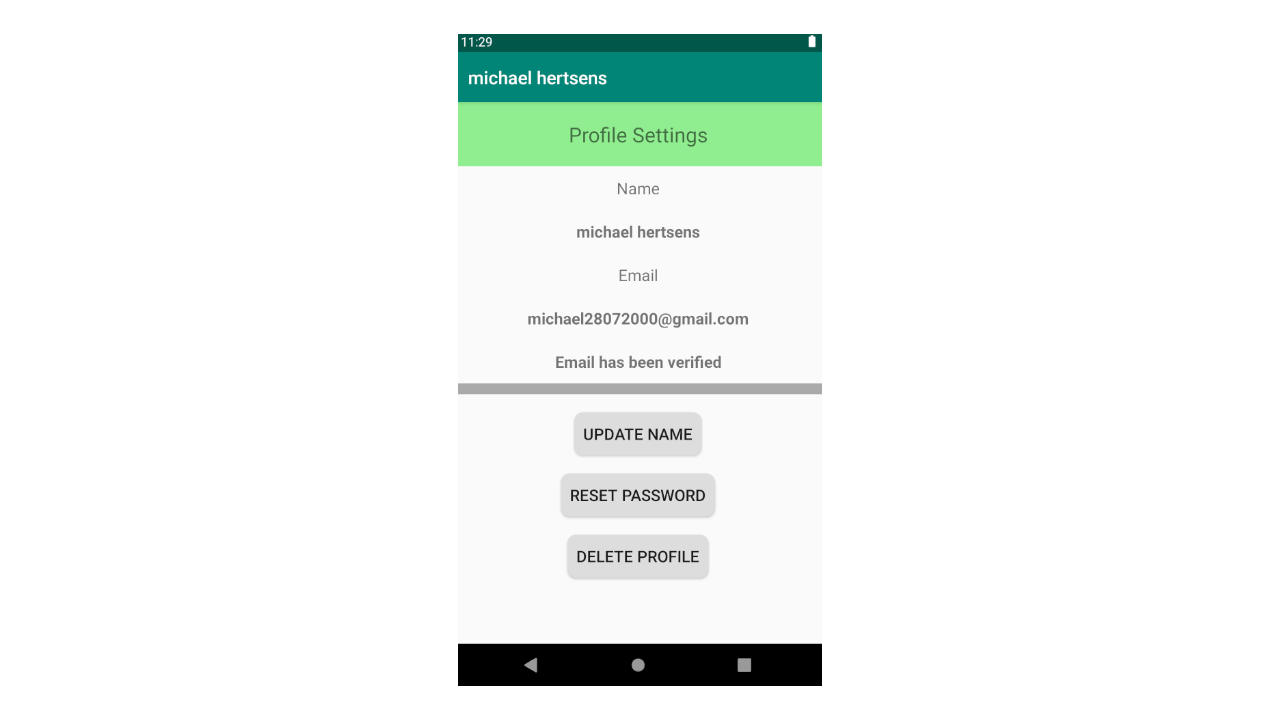 11:29
michael hertsens
Profile Settings
Name
michael hertsens
Email
michael28072000@gmail.com
Email has been verified
UPDATE NAME
RESET PASSWORD
DELETE PROFILE